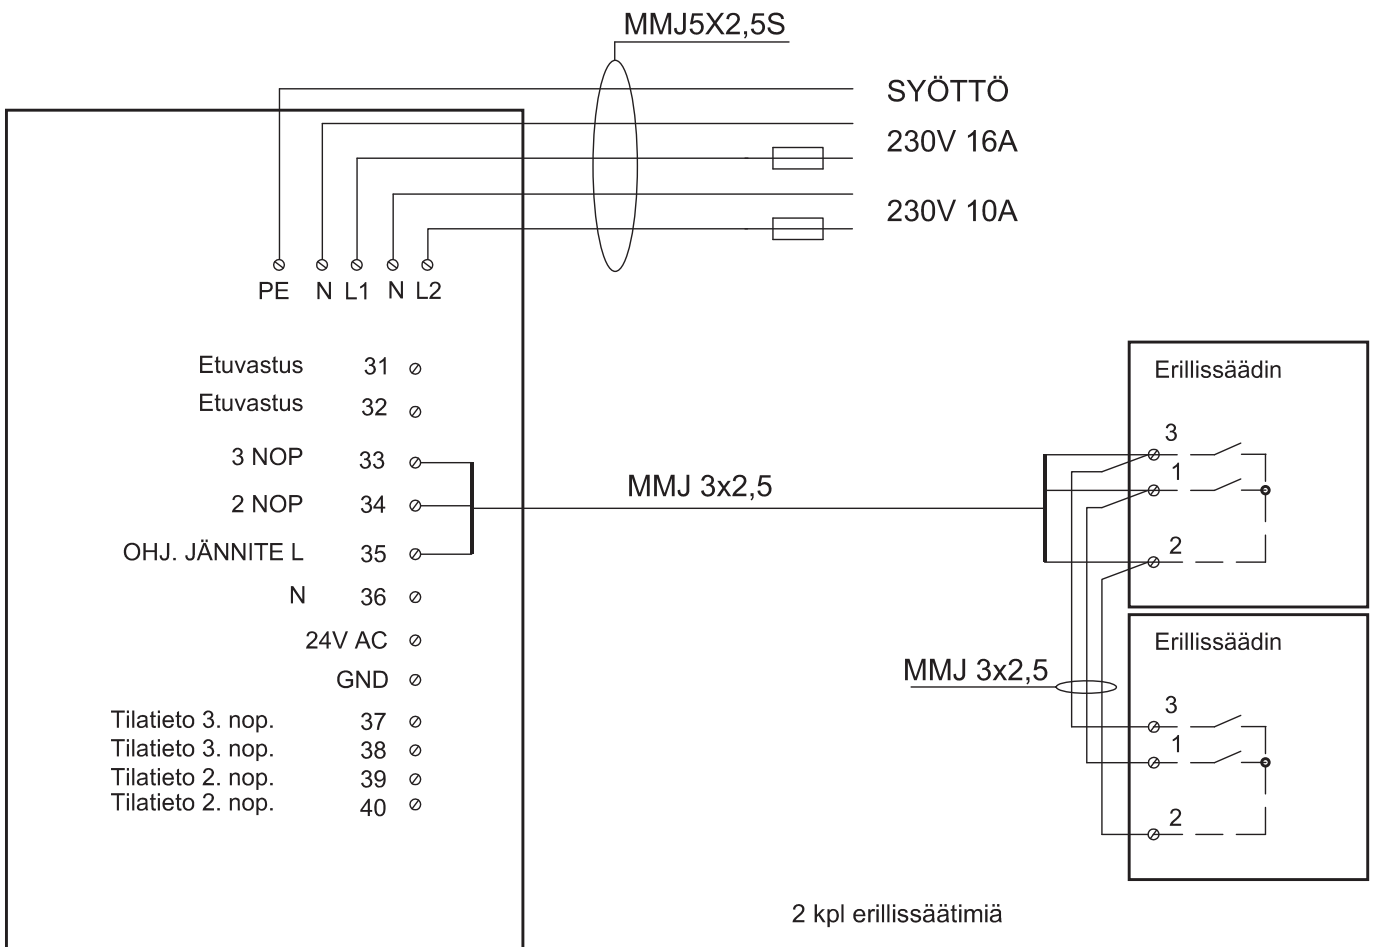 MMJ5X2,5S
SYÖTTÖ
230V 16A
230V 10A
PE N L1 N L2
Etuvastus 31
Etuvastus 32
3 NOP 33
2 NOP 34
OHJ. JÄNNITE L 35
N 36
24V AC
GND
Tilatieto 3. nop. 37
Tilatieto 3. nop. 38
Tilatieto 2. nop. 39
Tilatieto 2. nop. 40
MMJ 3x2,5
Erillissäädin
3
1
2
MMJ 3x2,5
Erillissäädin
3
1
2
2 kpl erillissäätimiä